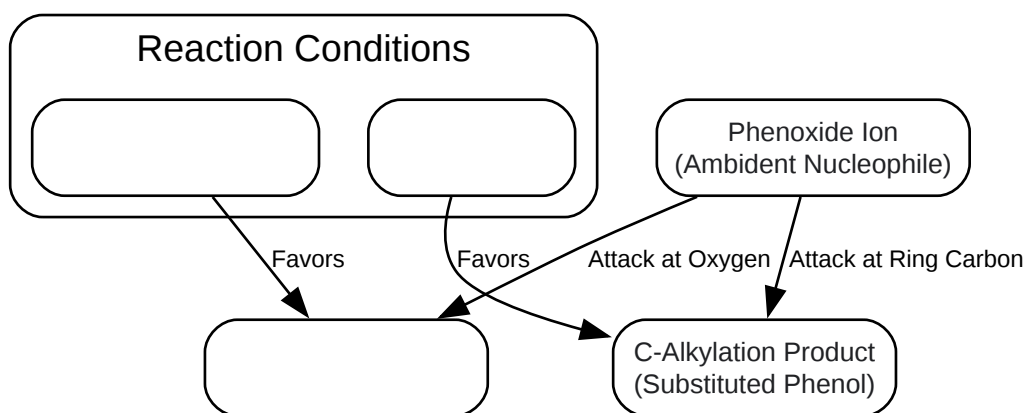 Reaction Conditions
Phenoxide Ion
(Ambident Nucleophile)
Favors
Favors
Attack at Oxygen
Attack at Ring Carbon
C-Alkylation Product
(Substituted Phenol)